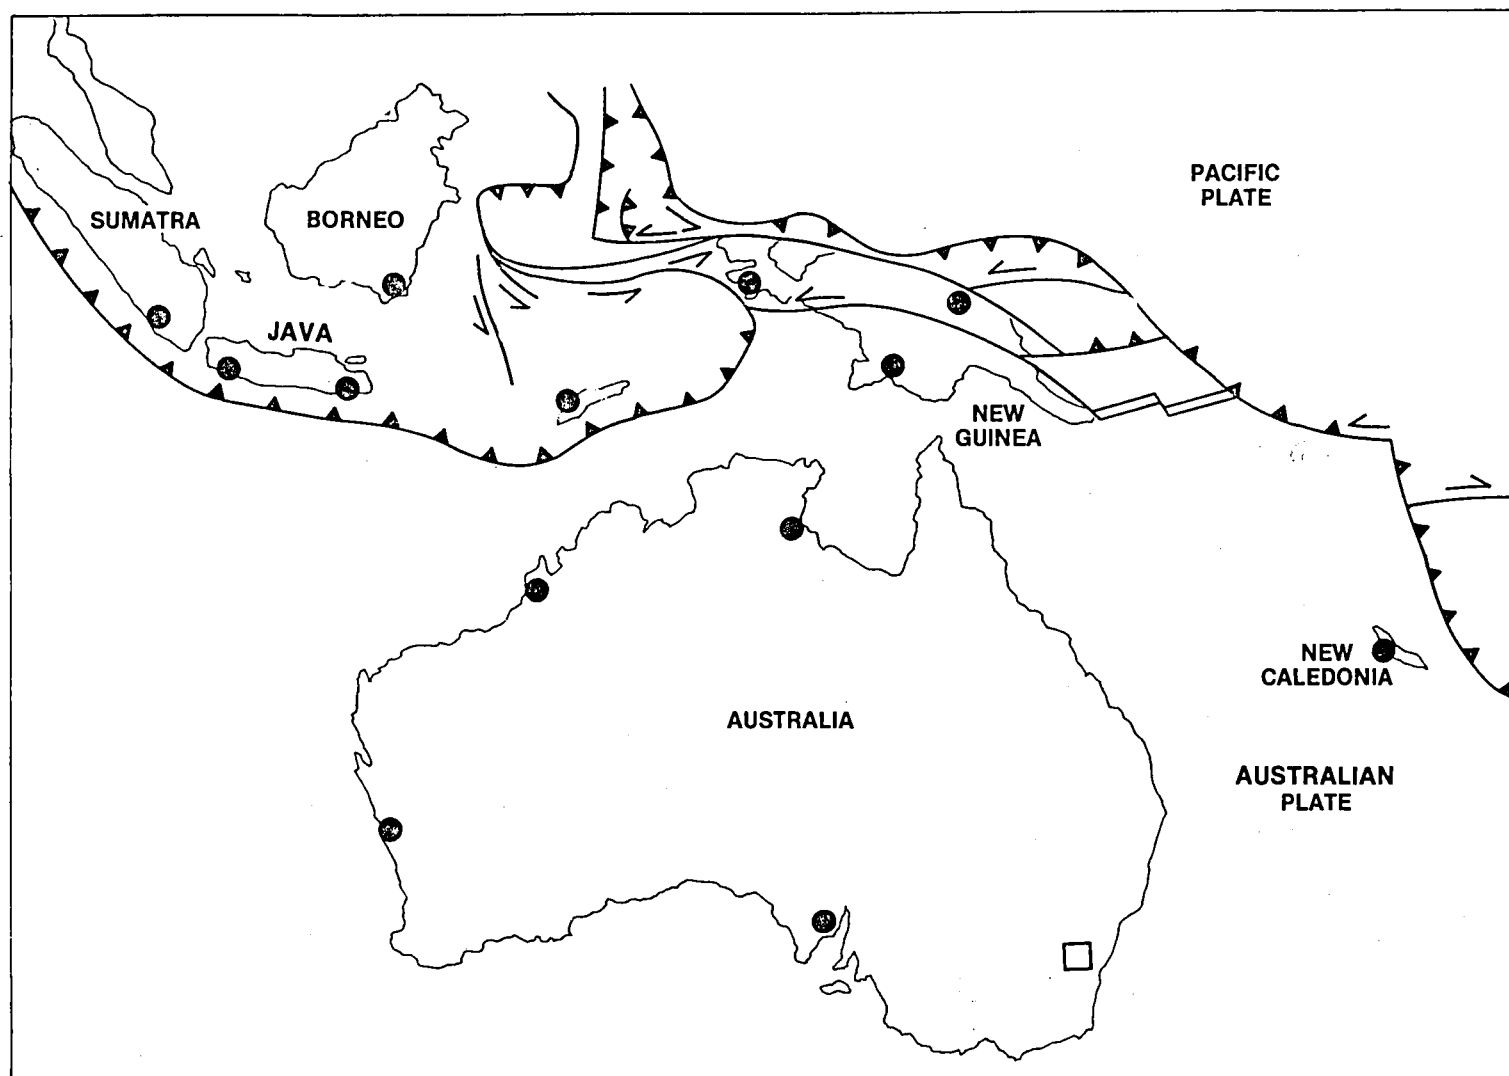 PACIFIC
PLATE
SUMATRA
BORNEO
JAVA
NEW
GUINEA
NEW
CALEDONIA
AUSTRALIA
AUSTRALIAN
PLATE